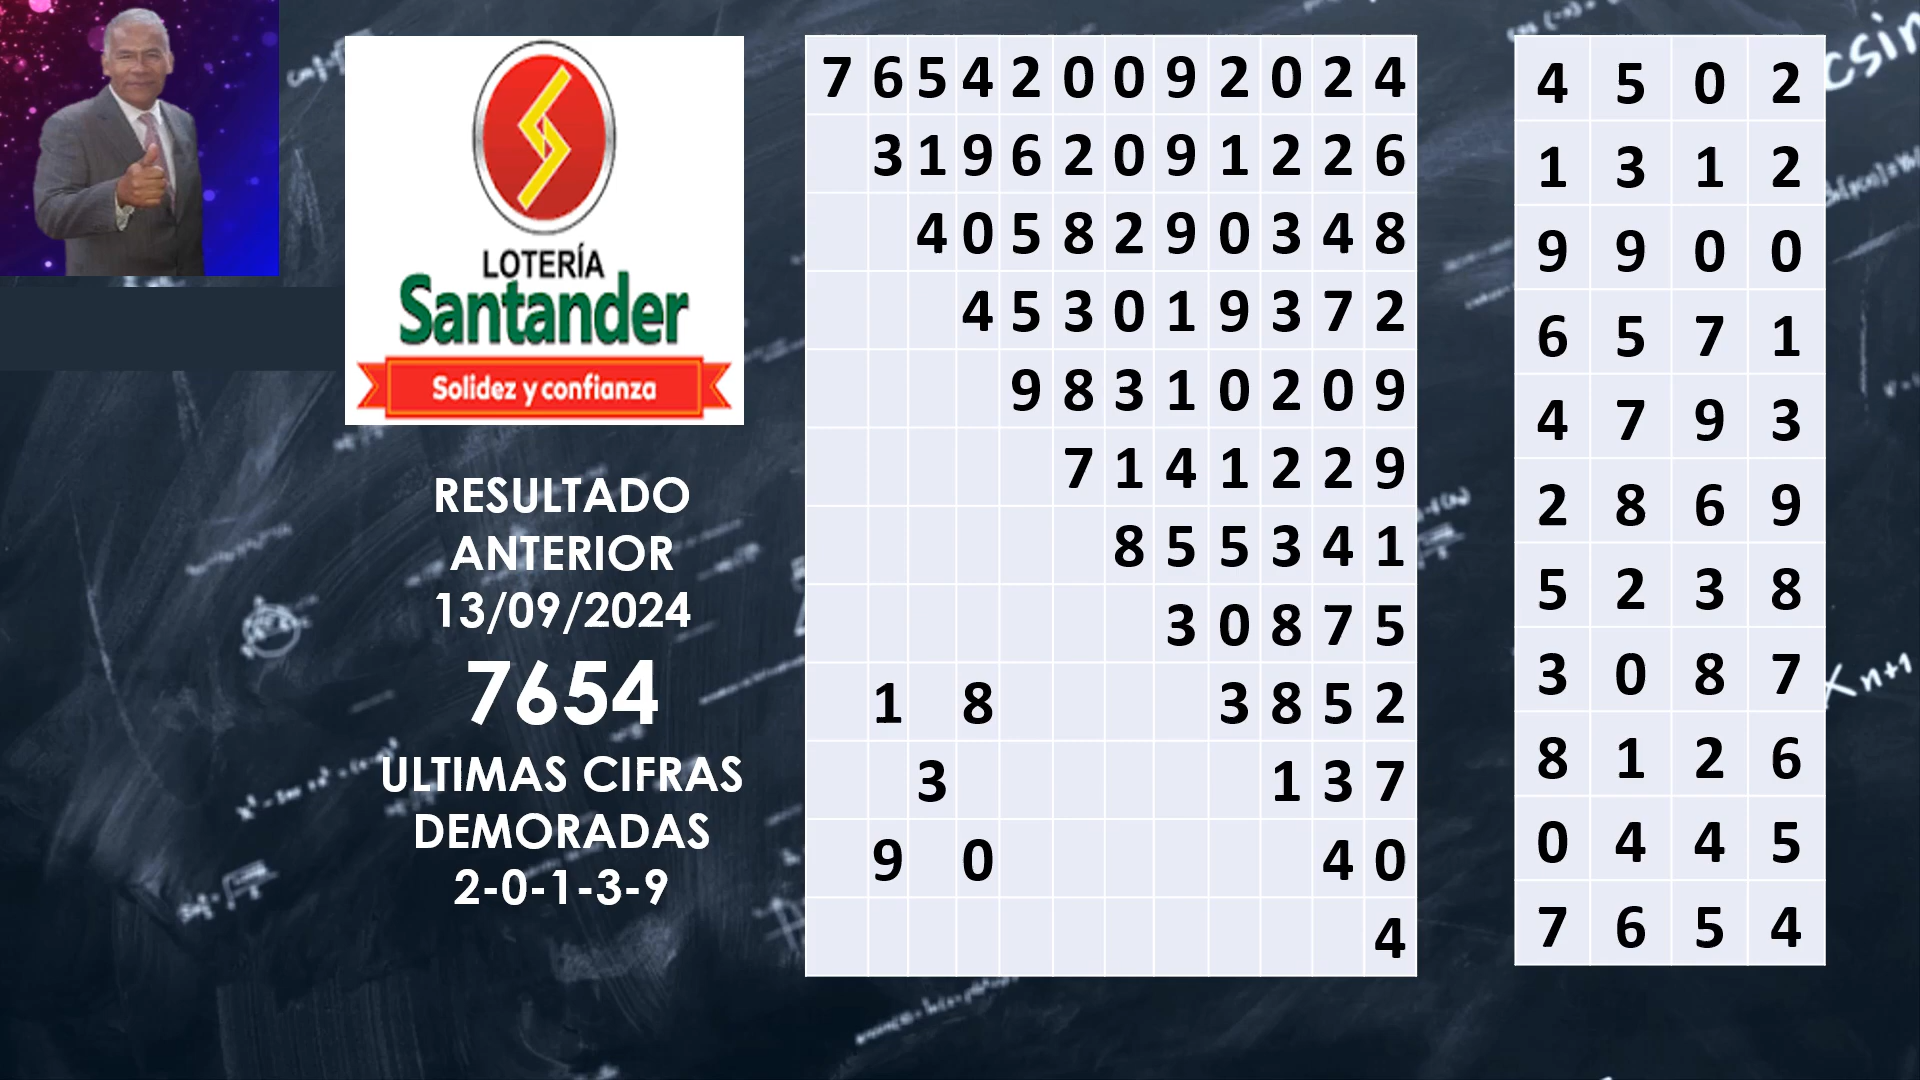 LOTERÍA
Santander
Solidez y confianza
RESULTADO
ANTERIOR
13/09/2024
7654
ULTIMAS CIFRAS
DEMORADAS
2-0-1-3-9
7 6 5 4 2 0 0 9 2 0 2 4
3 1 9 6 2 0 9 1 2 2 6
4 0 5 8 2 9 0 3 4 8
4 5 3 0 1 9 3 7 2
9 8 3 1 0 2 0 9
7 1 4 1 2 2 9
8 5 5 3 4 1
3 0 8 7 5
1 8 3 8 5 2
3 1 3 7
9 0 4 0
4
4 5 0 2
1 3 1 2
9 9 0 0
6 5 7 1
4 7 9 3
2 8 6 9
5 2 3 8
3 0 8 7
8 1 2 6
0 4 4 5
7 6 5 4